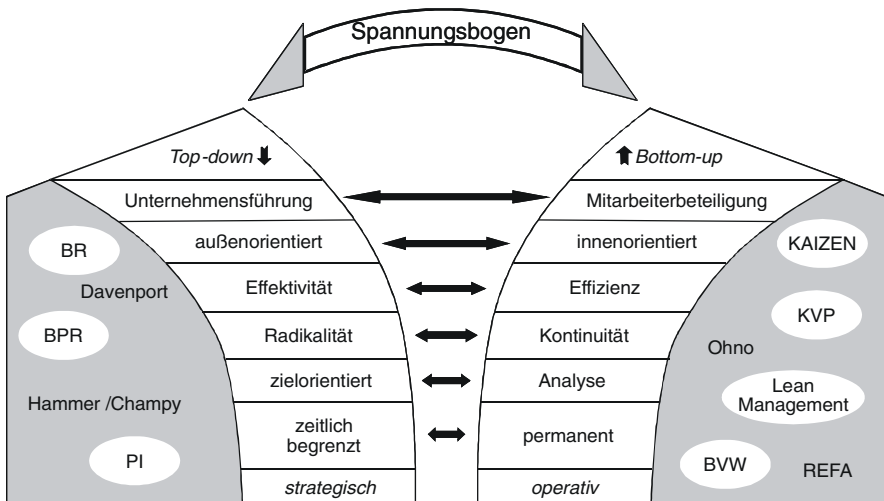 Spannungsbogen
Top-down
Bottom-up
Unternehmensführung
Mitarbeiterbeteiligung
außenorientiert
innenorientiert
Effektivität
Effizienz
Radikalität
Kontinuität
zielorientiert
Analyse
zeitlich
begrenzt
permanent
strategisch
operativ
BR
Davenport
BPR
Hammer /Champy
PI
KAIZEN
KVP
Ohno
Lean
Management
BVW
REFA